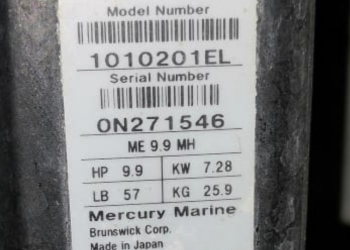 Model Number
1010201EL
Serial Number
0N271546
ME 9.9 MH
HP 9.9 KW 7.28
LB 57 KG 25.9
Mercury Marine
Brunswick Corp.
Made in Japan